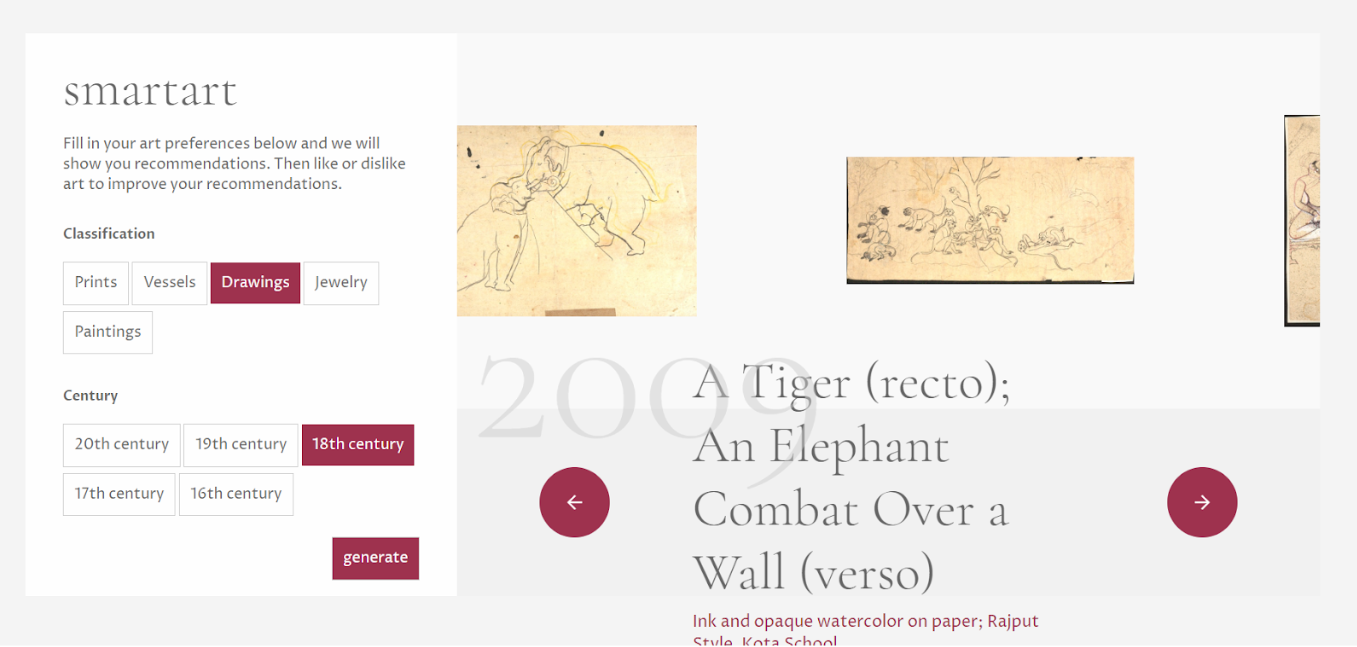 smartart
Fill in your art preferences below and we will
show you recommendations. Then like or dislike
art to improve your recommendations.
Classification
Prints
Vessels
Drawings
Jewelry
Paintings
Century
20th century
19th century
18th century
17th century
16th century
generate
2009
A Tiger (recto);
An Elephant
Combat Over a
Wall (verso)
Ink and opaque watercolor on paper; Rajput
Style, Kota School